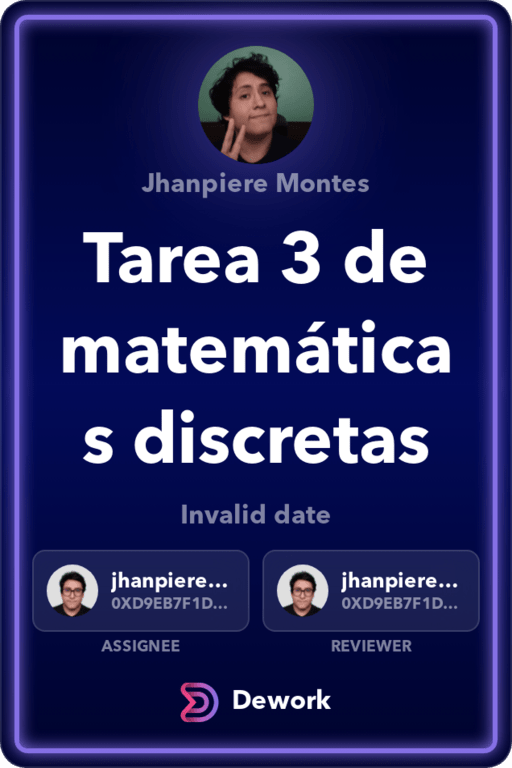 Jhanpiere Montes
Tarea 3 de
matemática
s discretas
Invalid date
jhanpiere... jhanpiere...
0XD9EB7F1D... 0XD9EB7F1D...
ASSIGNEE REVIEWER
Dework